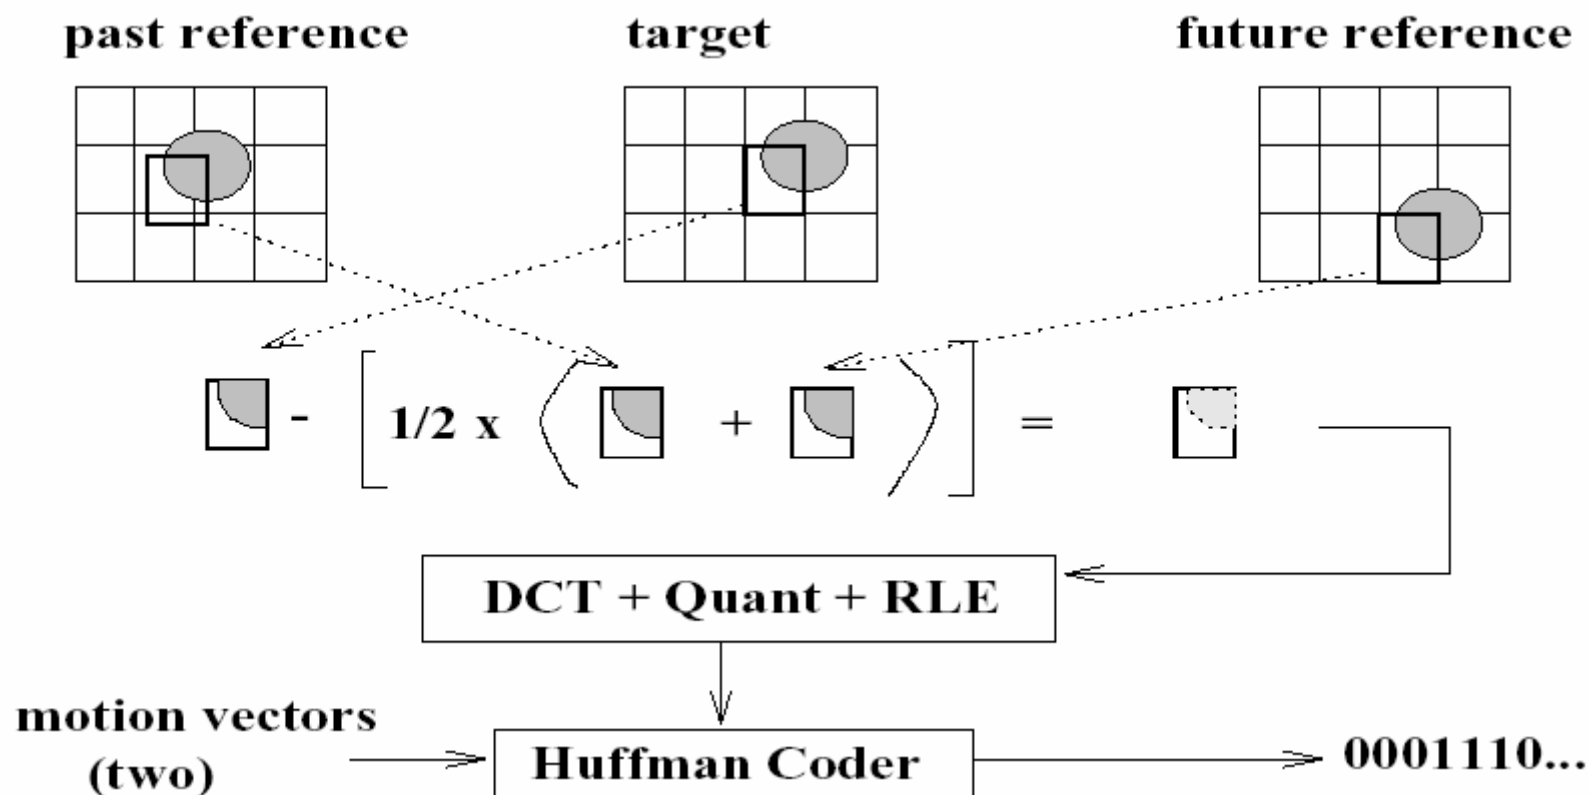 past reference
target
future reference
- [ 1/2 x ( + ) ] =
DCT + Quant + RLE
motion vectors
(two)
Huffman Coder
0001110...